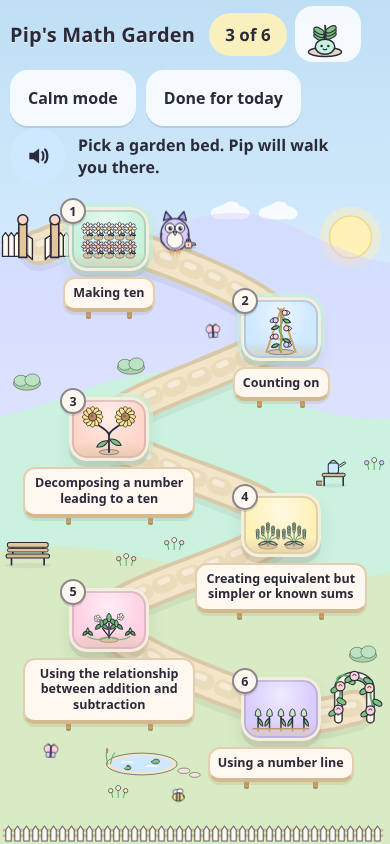 Pip's Math Garden
3 of 6
Calm mode
Done for today
Pick a garden bed. Pip will walk
you there.
1
Making ten
2
Counting on
3
Decomposing a number
leading to a ten
4
Creating equivalent but
simpler or known sums
5
Using the relationship
between addition and
subtraction
6
Using a number line